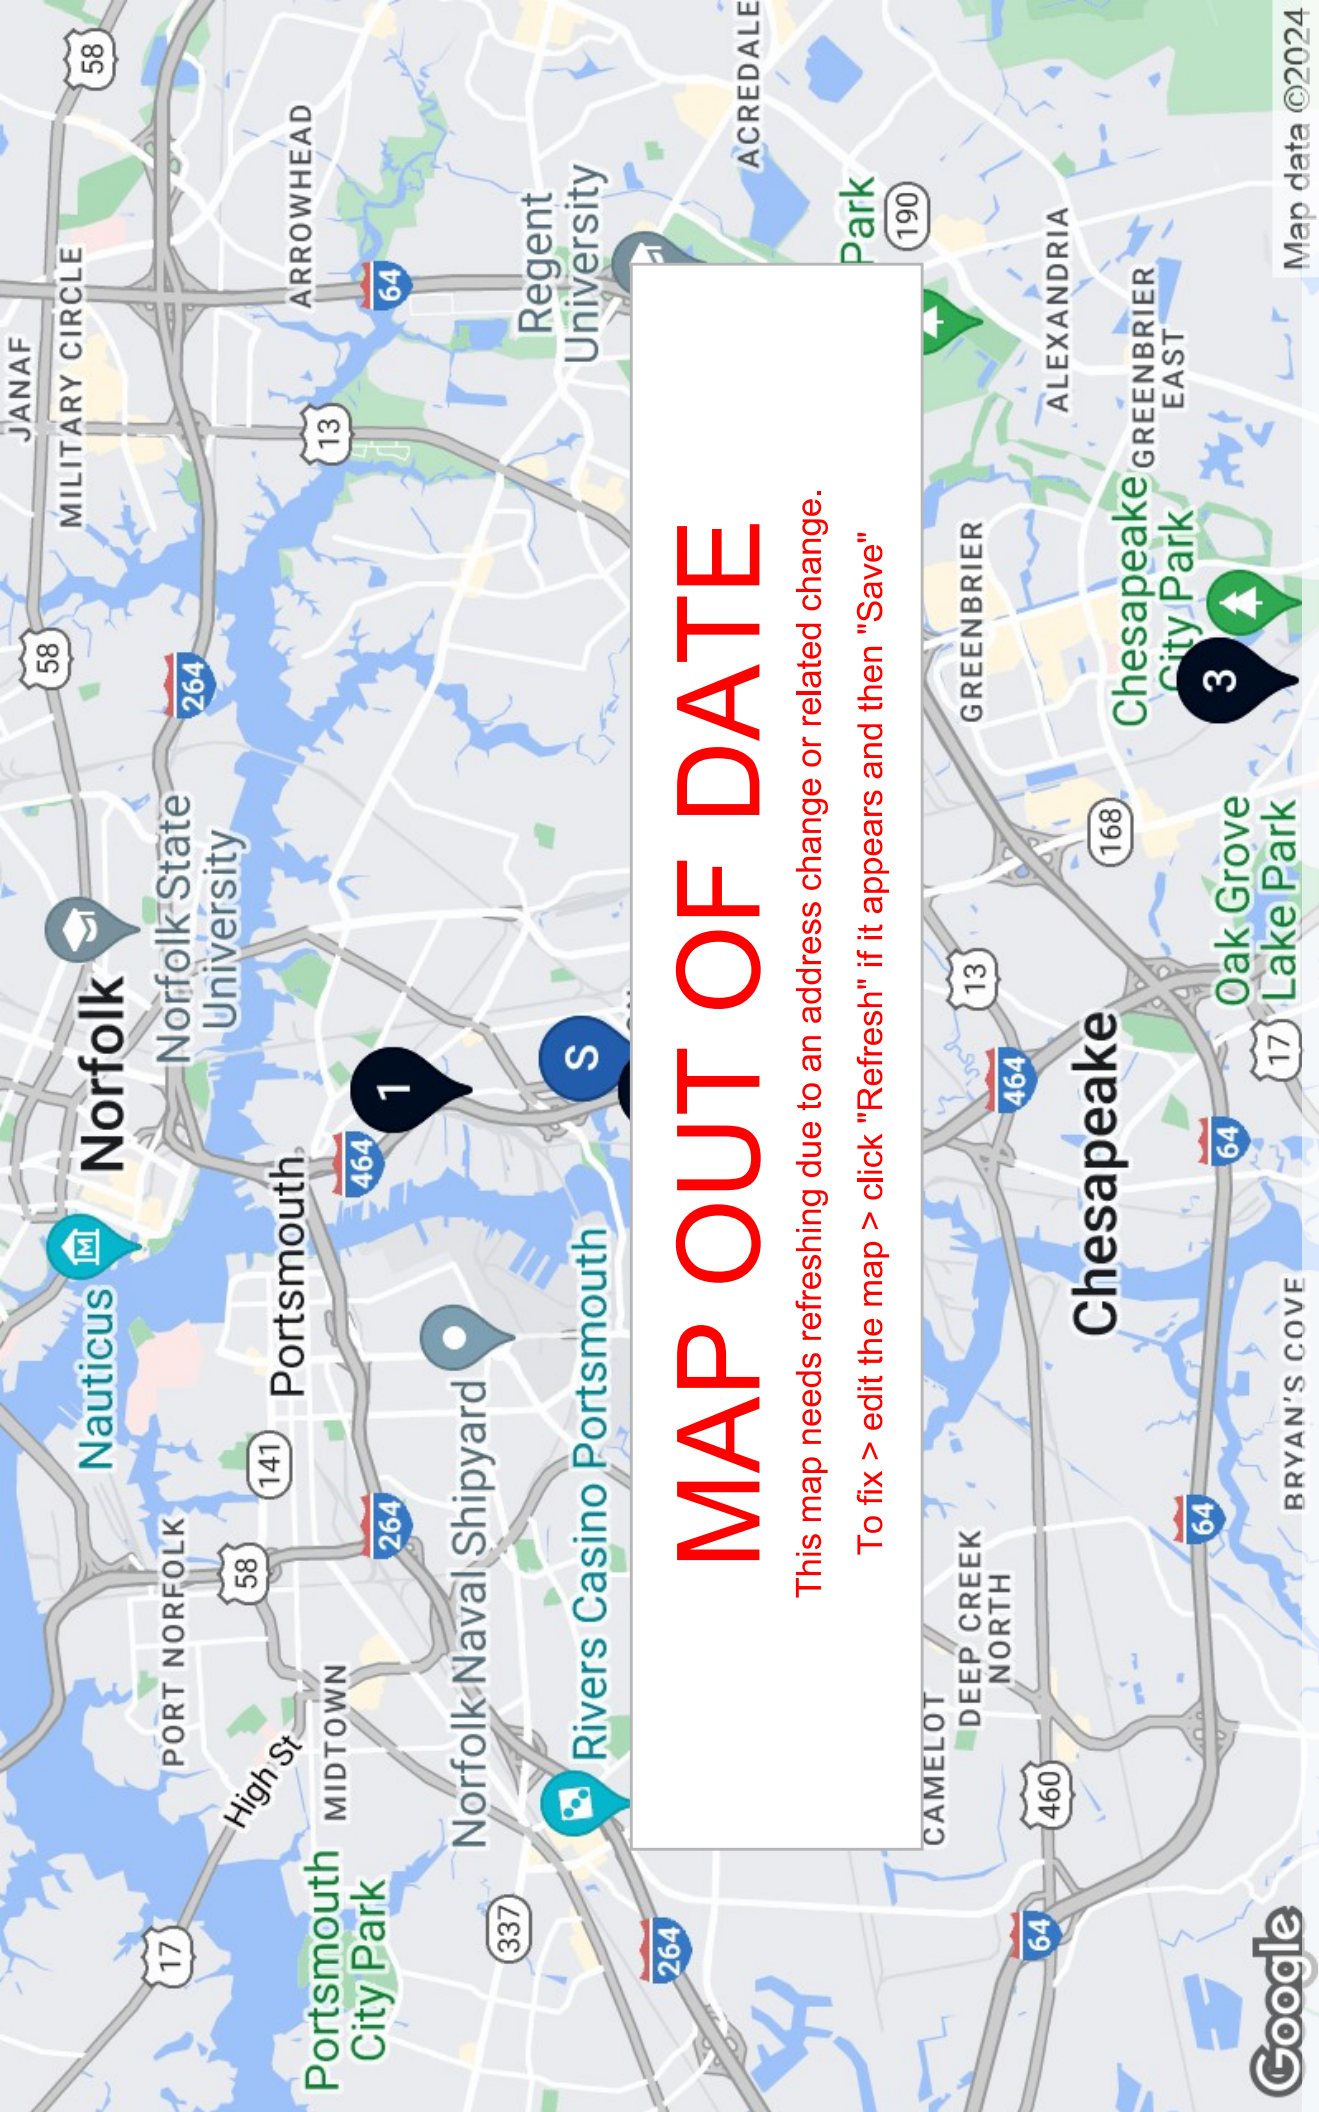 58
JANAF
MILITARY CIRCLE
58
264
ARROWHEAD
64
13
Regent
University
ACREDALE
Park
190
ALEXANDRIA
GREENBRIER
EAST
GREENBRIER
Chesapeake
City Park
3
168
Oak Grove
Lake Park
Norfolk
Norfolk State
University
1
S
464
Portsmouth
Nauticus
141
PORT NORFOLK
58
264
High St
MIDTOWN
Norfolk Naval Shipyard
Rivers Casino Portsmouth
17
Portsmouth
City Park
337
264
MAP OUT OF DATE
This map needs refreshing due to an address change or related change.
To fix > edit the map > click "Refresh" if it appears and then "Save"
13
464
17
Chesapeake
64
BRYAN'S COVE
64
DEEP CREEK
NORTH
CAMELOT
460
64
Google
Map data ©2024